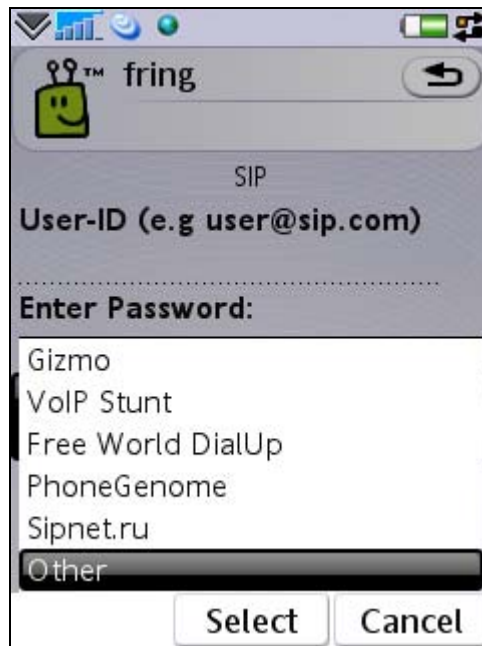 ™ fring
SIP
User-ID (e.g user@sip.com)
Enter Password:
Gizmo
VoIP Stunt
Free World DialUp
PhoneGenome
Sipnet.ru
Other
Select Cancel